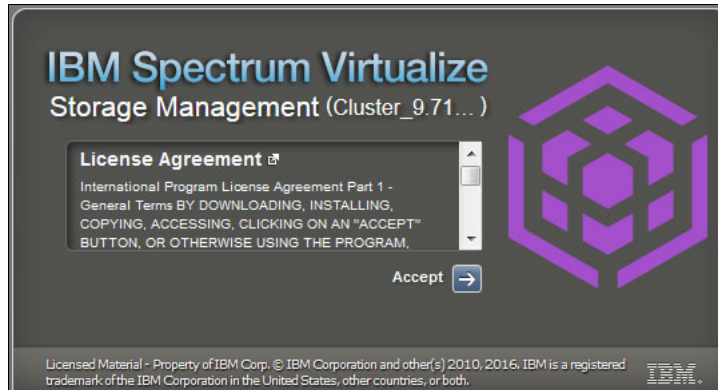 IBM Spectrum Virtualize
Storage Management (Cluster_9.71... )
License Agreement
International Program License Agreement Part 1 -
General Terms BY DOWNLOADING, INSTALLING,
COPYING, ACCESSING, CLICKING ON AN "ACCEPT"
BUTTON, OR OTHERWISE USING THE PROGRAM,
Accept
Licensed Material - Property of IBM Corp. © IBM Corporation and other(s) 2010, 2016. IBM is a registered
trademark of the IBM Corporation in the United States, other countries, or both.
IBM.